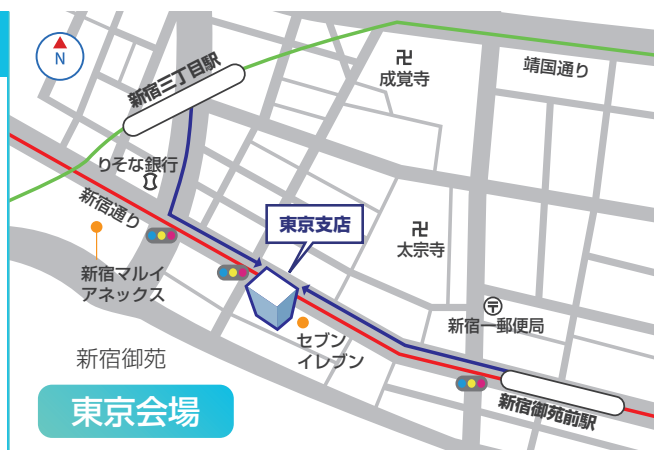 N
新宿三丁目駅
卍
成覚寺
靖国通り
りそな銀行
新宿通り
東京支店
卍
太宗寺
新宿マルイ
アネックス
〒
新宿一郵便局
セブン
イレブン
新宿御苑
新宿御苑前駅
東京会場